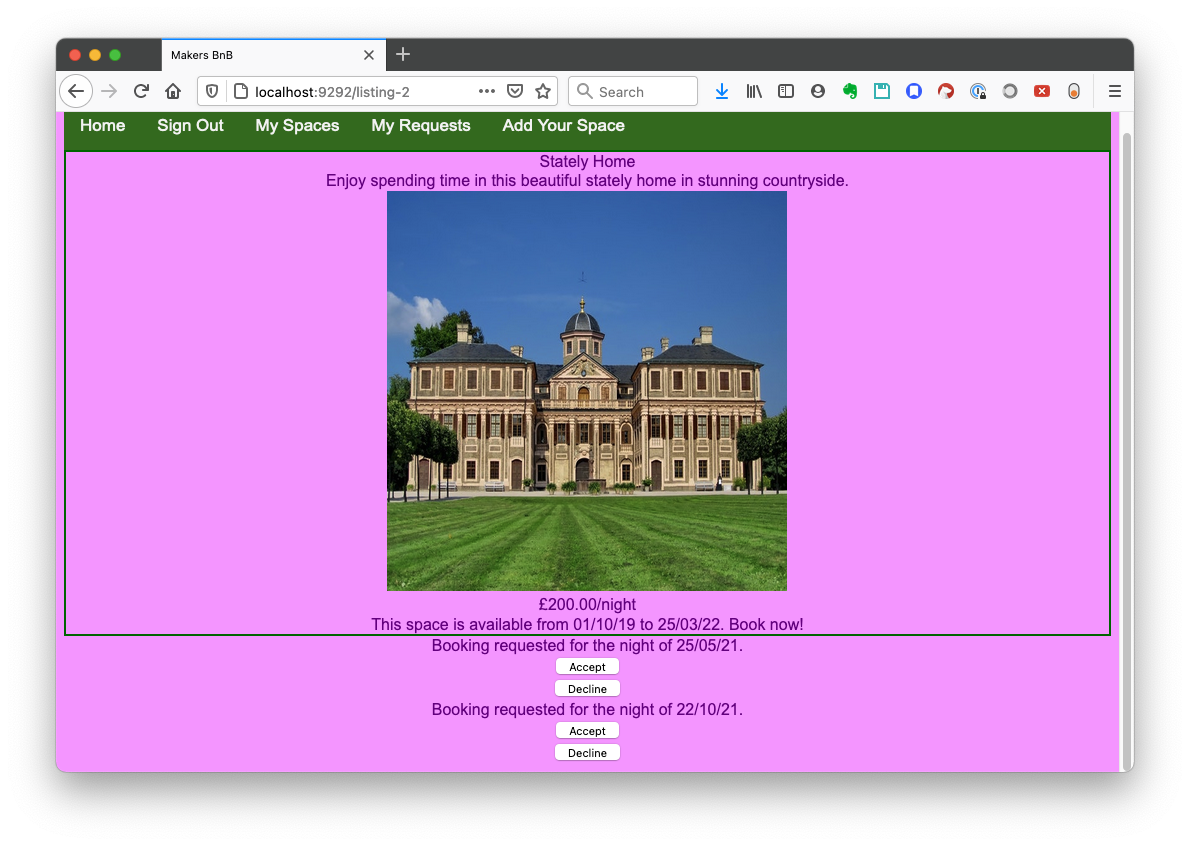 Makers BnB
localhost:9292/listing-2
Search
Home Sign Out My Spaces My Requests Add Your Space
Stately Home
Enjoy spending time in this beautiful stately home in stunning countryside.
£200.00/night
This space is available from 01/10/19 to 25/03/22. Book now!
Booking requested for the night of 25/05/21.
Accept
Decline
Booking requested for the night of 22/10/21.
Accept
Decline